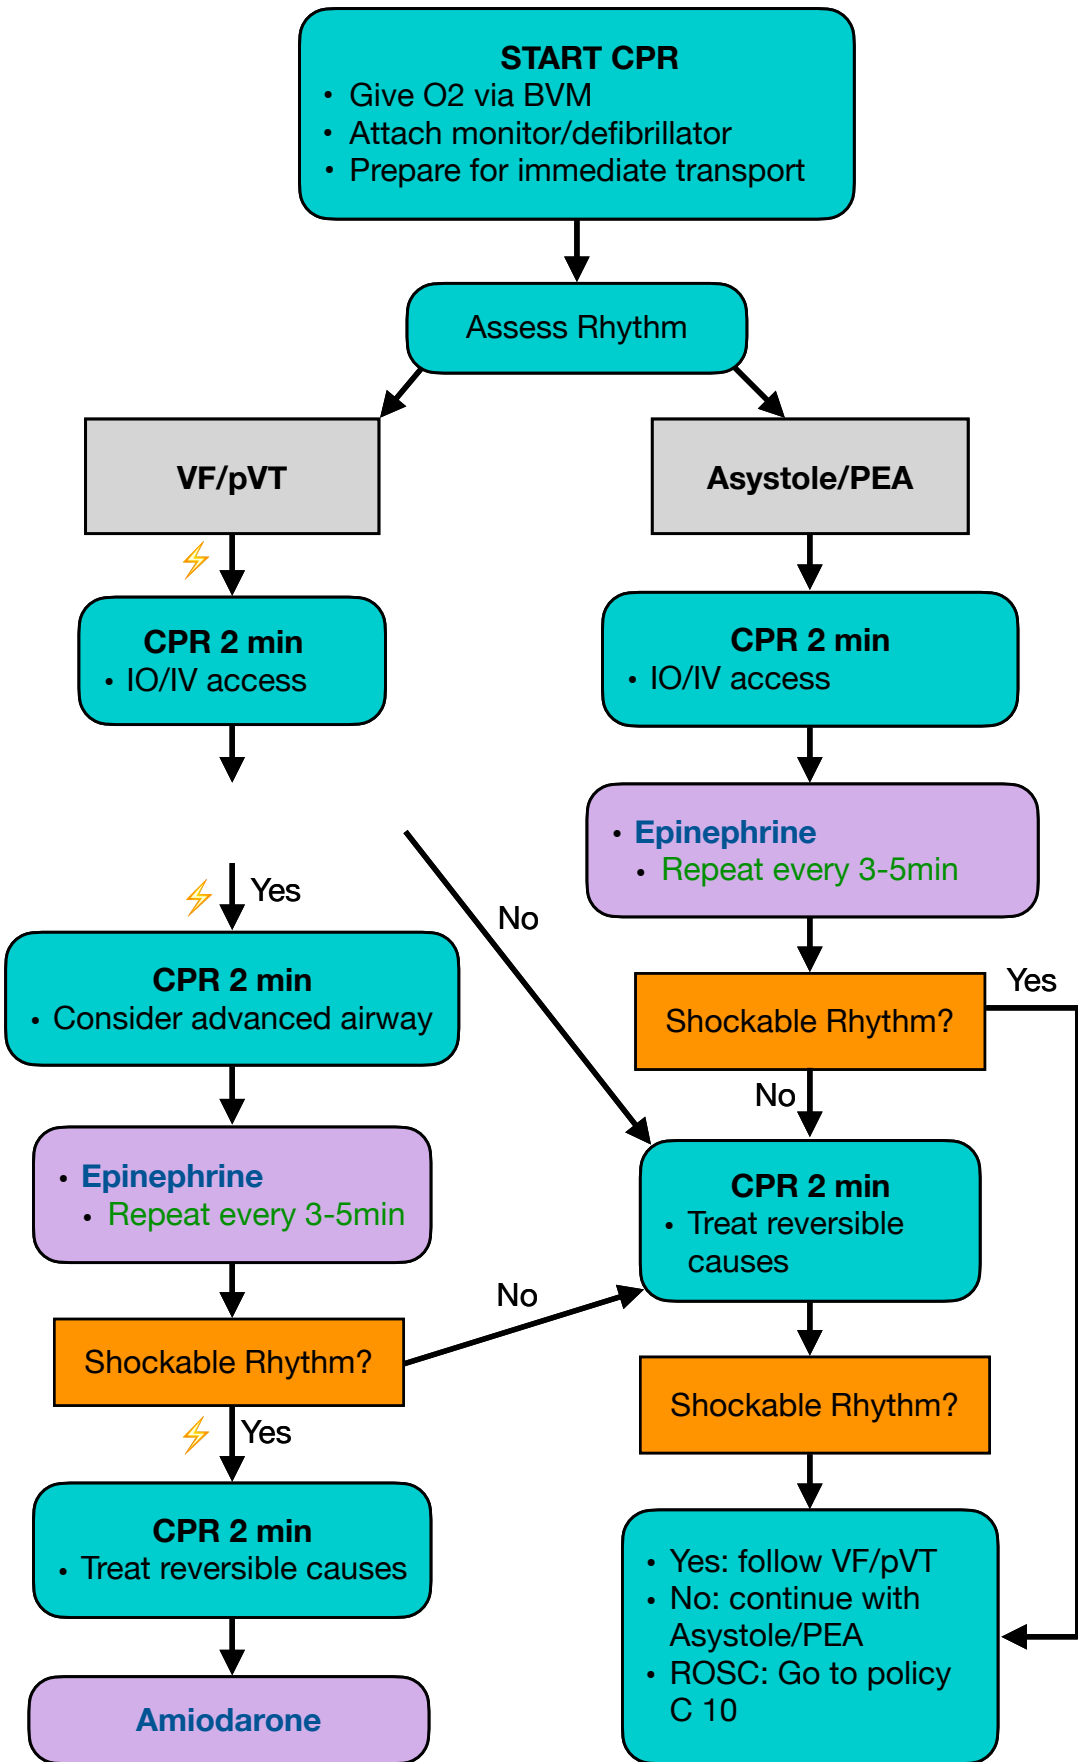 START CPR
• Give O2 via BVM
• Attach monitor/defibrillator
• Prepare for immediate transport
Assess Rhythm
VF/pVT
CPR 2 min
• IO/IV access
Yes
No
CPR 2 min
• Consider advanced airway
• Epinephrine
• Repeat every 3-5min
Shockable Rhythm?
No
Yes
CPR 2 min
• Treat reversible causes
Amiodarone
Asystole/PEA
CPR 2 min
• IO/IV access
• Epinephrine
• Repeat every 3-5min
Shockable Rhythm?
Yes
No
CPR 2 min
• Treat reversible
causes
Shockable Rhythm?
• Yes: follow VF/pVT
• No: continue with
Asystole/PEA
• ROSC: Go to policy
C 10